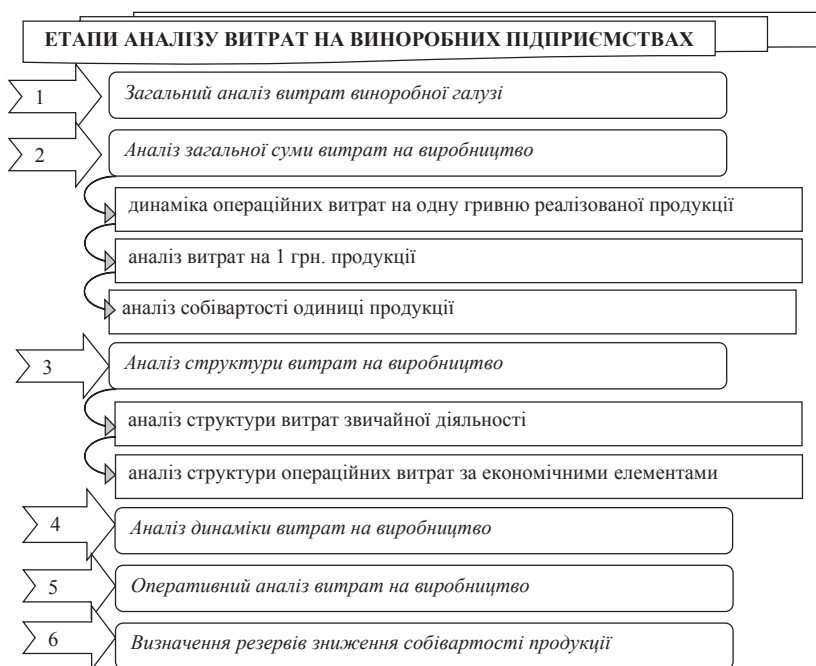 ЕТАПИ АНАЛІЗУ ВИТРАТ НА ВИНОРОБНИХ ПІДПРИЄМСТВАХ
1 Загальний аналіз витрат виноробної галузі
2 Аналіз загальної суми витрат на виробництво
динаміка операційних витрат на одну гривню реалізованої продукції
аналіз витрат на 1 грн. продукції
аналіз собівартості одиниці продукції
3 Аналіз структури витрат на виробництво
аналіз структури витрат звичайної діяльності
аналіз структури операційних витрат за економічними елементами
4 Аналіз динаміки витрат на виробництво
5 Оперативний аналіз витрат на виробництво
6 Визначення резервів зниження собівартості продукції